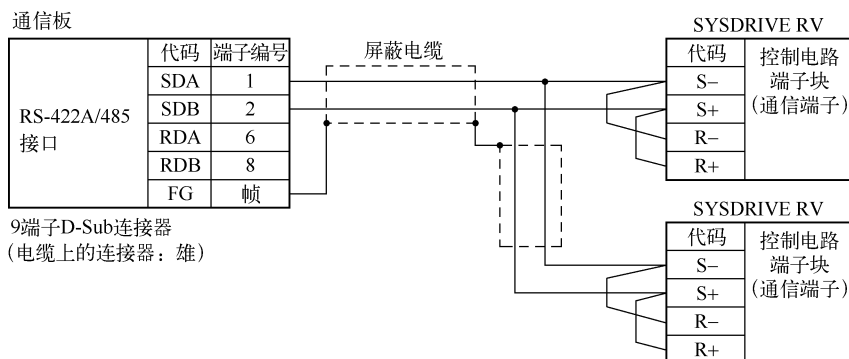 通信板
RS-422A/485
接口
代码 端子编号
SDA 1
SDB 2
RDA 6
RDB 8
FG 帧
9端子D-Sub连接器
(电缆上的连接器：雄)
屏蔽电缆
SYSDRIVE RV
代码
S−
S+
R−
R+
控制电路
端子块
(通信端子)
SYSDRIVE RV
代码
S−
S+
R−
R+
控制电路
端子块
(通信端子)